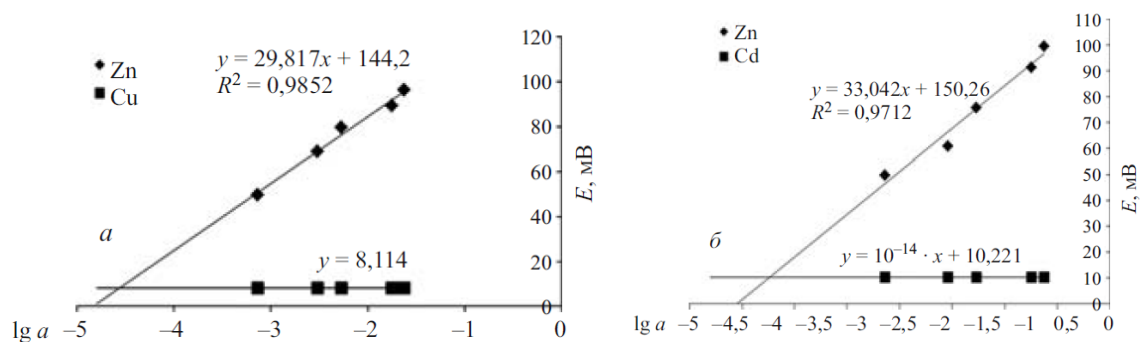 Zn
Cu
y = 29,817x + 144,2
R² = 0,9852
а
y = 8,114
120
100
80
60
40
20
0
E, мВ
lg a –5 –4 –3 –2 –1 0
Zn
Cd
y = 33,042x + 150,26
R² = 0,9712
б
y = 10⁻¹⁴ · x + 10,221
110
100
90
80
70
60
50
40
30
20
10
0
E, мВ
lg a –5 –4,5 –4 –3,5 –3 –2,5 –2 –1,5 –1 0,5 0